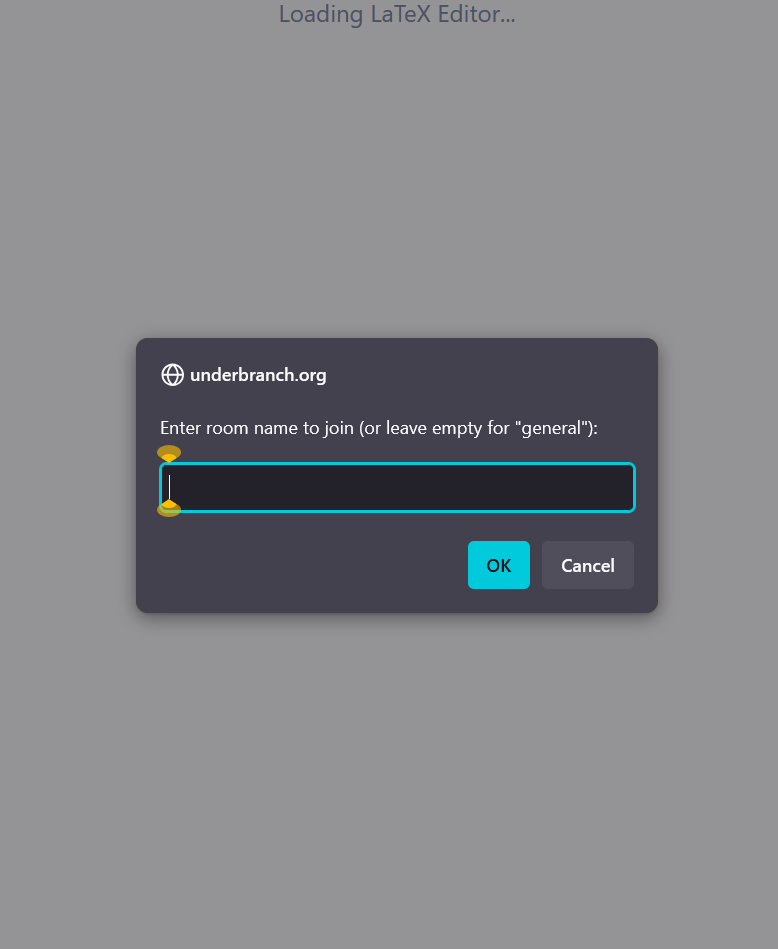 Loading LaTeX Editor...
underbranch.org
Enter room name to join (or leave empty for "general"):
OK
Cancel